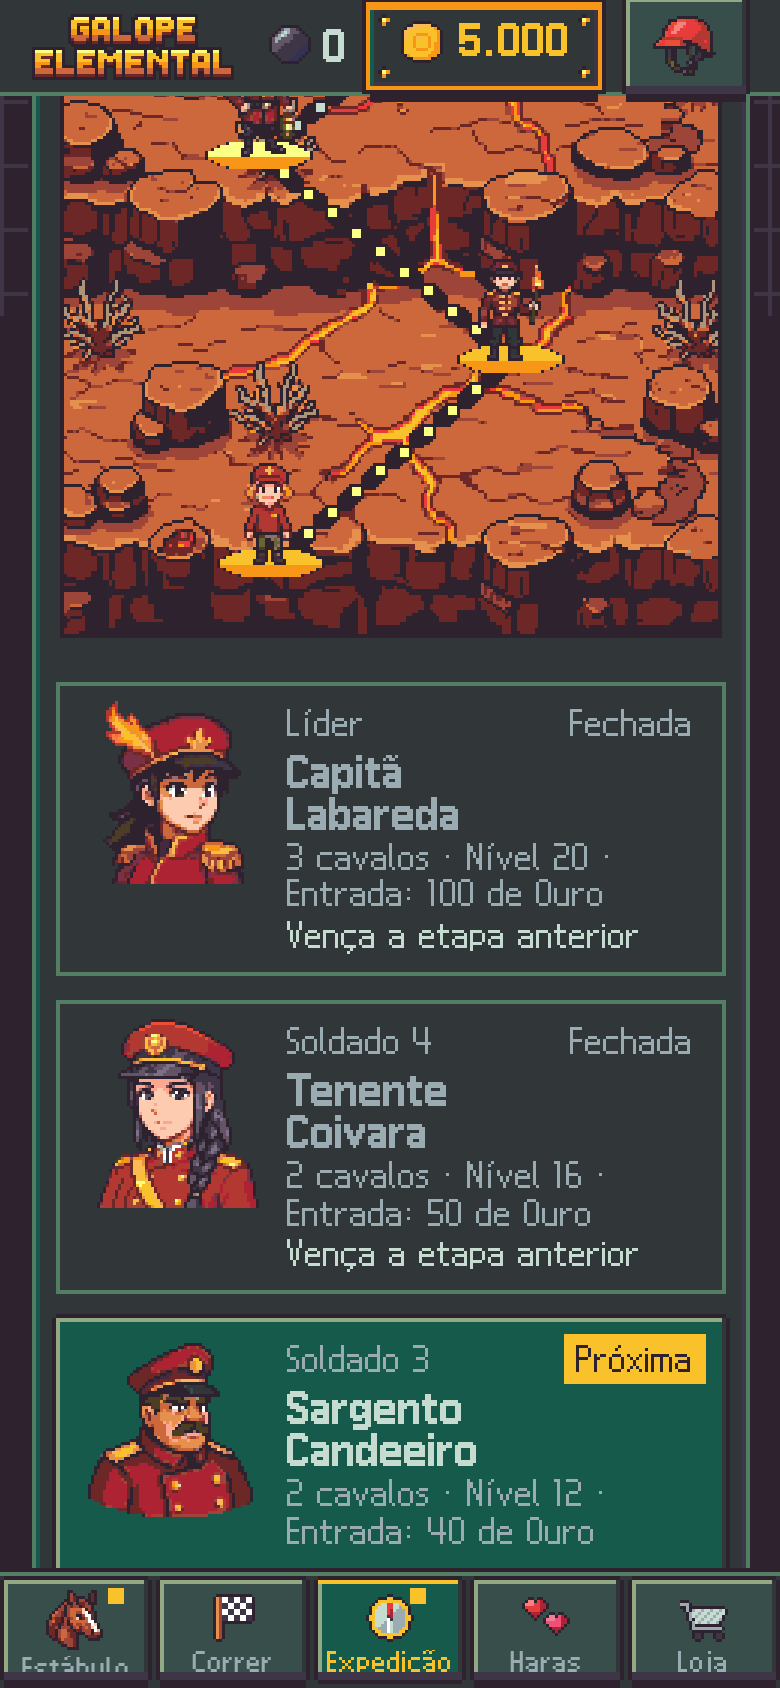 GALOPE
ELEMENTAL
0
5.000
Líder
Fechada
Capitã
Labareda
3 cavalos · Nível 20 ·
Entrada: 100 de Ouro
Vença a etapa anterior
Soldado 4
Fechada
Tenente
Coivara
2 cavalos · Nível 16 ·
Entrada: 50 de Ouro
Vença a etapa anterior
Soldado 3
Próxima
Sargento
Candeeiro
2 cavalos · Nível 12 ·
Entrada: 40 de Ouro
Estábulo
Correr
Expedição
Haras
Loja